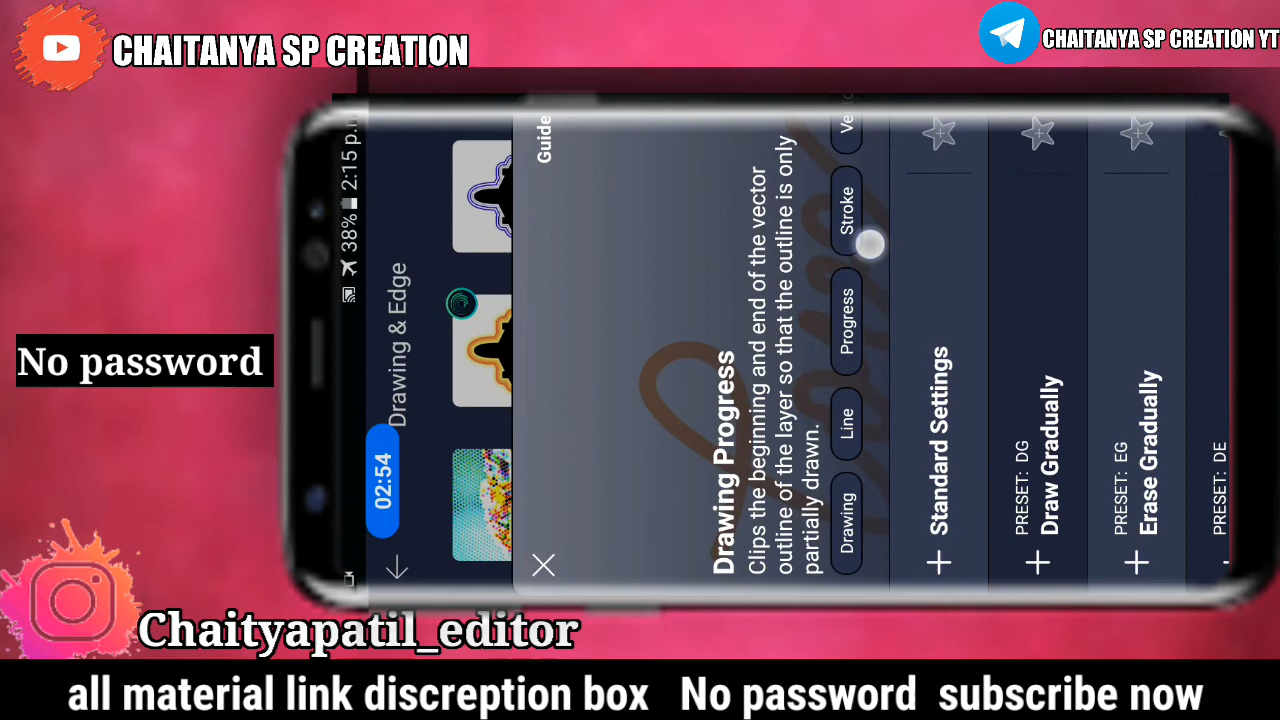 CHAITANYA SP CREATION
CHAITANYA SP CREATION YT
No password
38% 2:15 p.
Drawing & Edge
02:54
Guide
Drawing Progress
Clips the beginning and end of the vector
outline of the layer so that the outline is only
partially drawn.
Drawing
Line
Progress
Stroke
Standard Settings
PRESET: DG
Draw Gradually
PRESET: EG
Erase Gradually
PRESET: DE
Chaityapatil_editor
all material link discreption box No password subscribe now